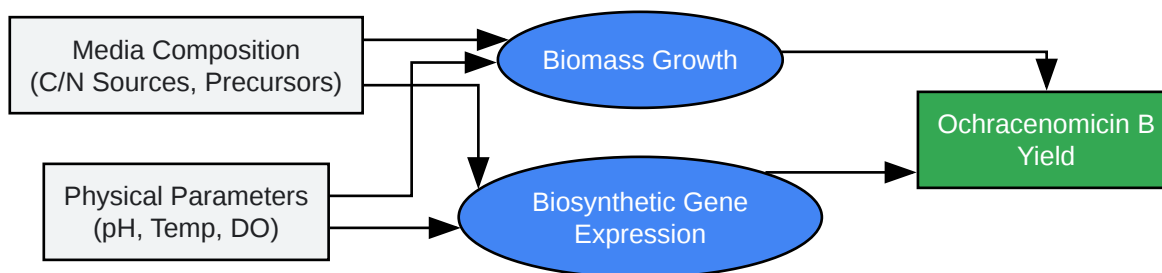 Media Composition
(C/N Sources, Precursors)
Biomass Growth
Ochracenomicin B
Yield
Physical Parameters
(pH, Temp, DO)
Biosynthetic Gene
Expression